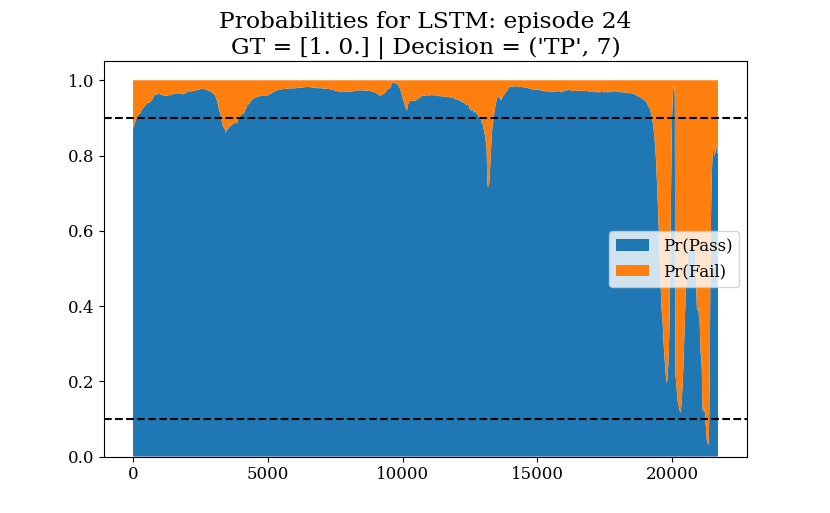 Probabilities for LSTM: episode 24
GT = [1. 0.] | Decision = ('TP', 7)
1.0
0.8
0.6
0.4
0.2
0.0
Pr(Pass)
Pr(Fail)
0
5000
10000
15000
20000